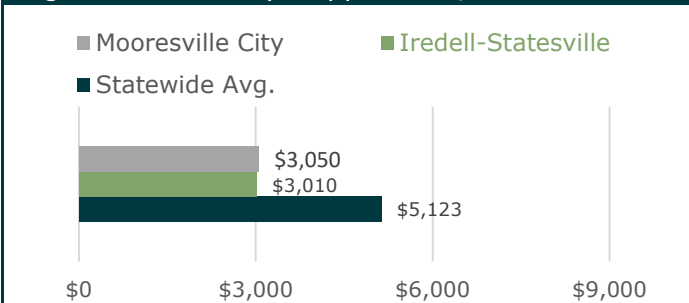 Mooresville City
Iredell-Statesville
Statewide Avg.
$3,050
$3,010
$5,123
$0 $3,000 $6,000 $9,000